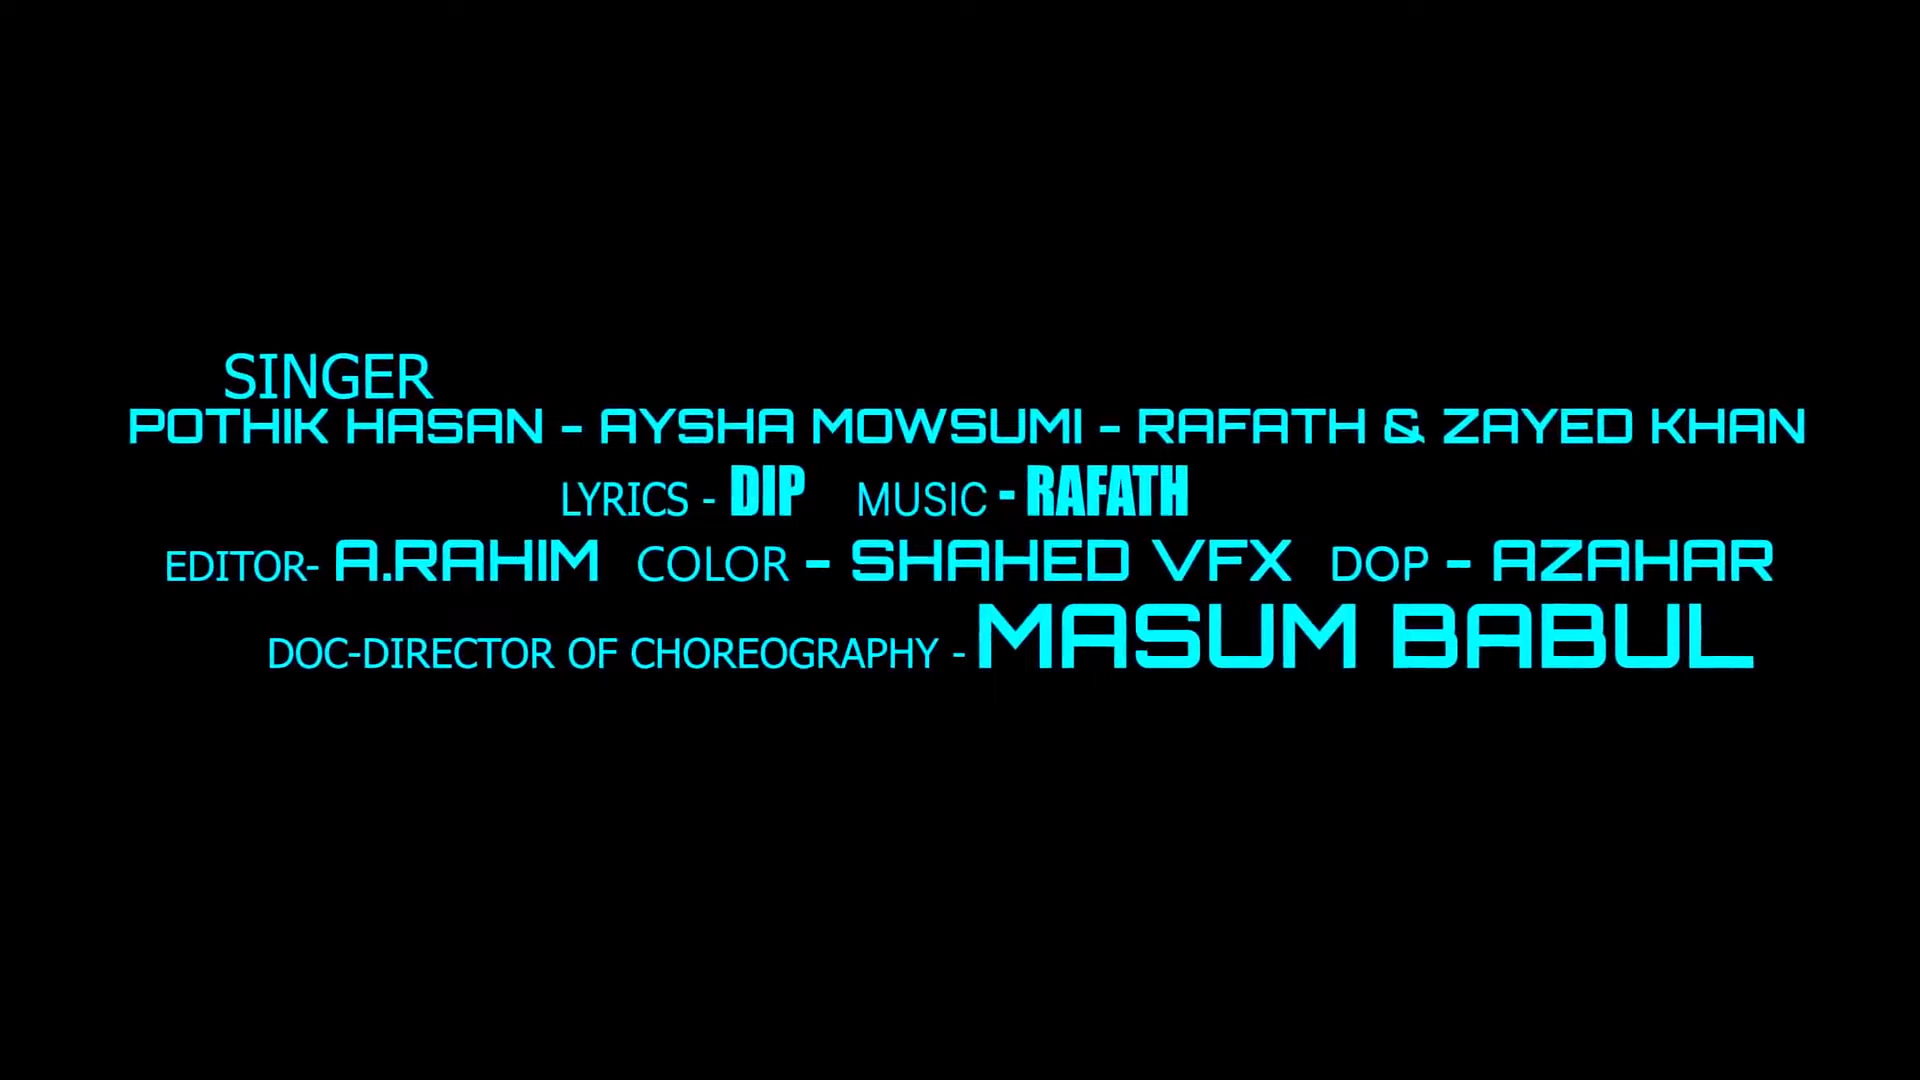 SINGER
POTHIK HASAN - AYSHA MOWSUMI - RAFATH & ZAYED KHAN
LYRICS - DIP MUSIC - RAFATH
EDITOR- A.RAHIM COLOR - SHAHED VFX DOP - AZAHAR
DOC-DIRECTOR OF CHOREOGRAPHY - MASUM BABUL